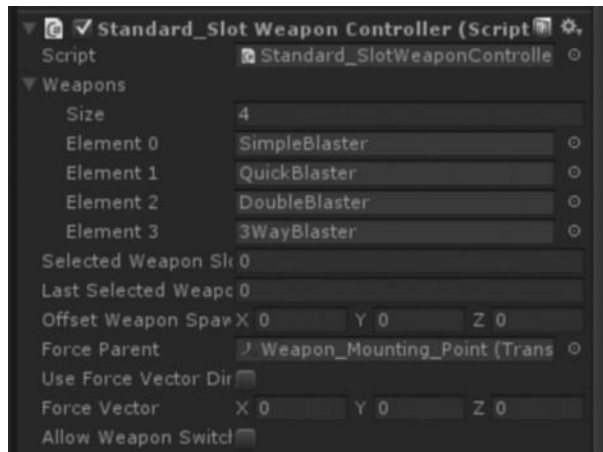 Standard_Slot Weapon Controller (Script
Script Standard_SlotWeaponControlle
Weapons
Size 4
Element 0 SimpleBlaster
Element 1 QuickBlaster
Element 2 DoubleBlaster
Element 3 3WayBlaster
Selected Weapon Slo 0
Last Selected Weapo 0
Offset Weapon Spaw X 0 Y 0 Z 0
Force Parent Weapon_Mounting_Point (Trans
Use Force Vector Dir
Force Vector X 0 Y 0 Z 0
Allow Weapon Switch